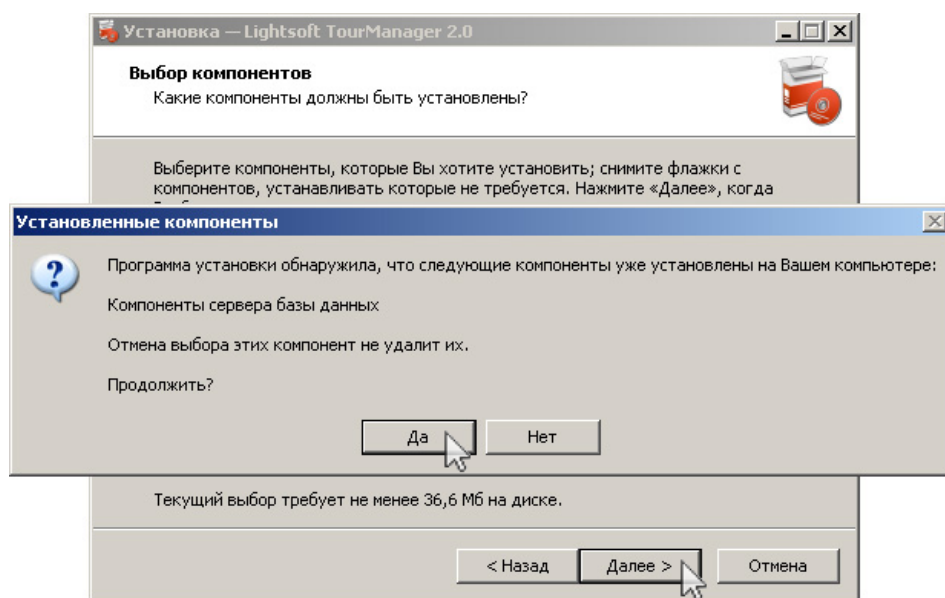 Установка — Lightsoft TourManager 2.0
Выбор компонентов
Какие компоненты должны быть установлены?
Выберите компоненты, которые Вы хотите установить; снимите флажки с
компонентов, устанавливать которые не требуется. Нажмите «Далее», когда
Установленные компоненты
Программа установки обнаружила, что следующие компоненты уже установлены на Вашем компьютере:
Компоненты сервера базы данных
Отмена выбора этих компонент не удалит их.
Продолжить?
Да
Нет
Текущий выбор требует не менее 36,6 Мб на диске.
< Назад
Далее >
Отмена